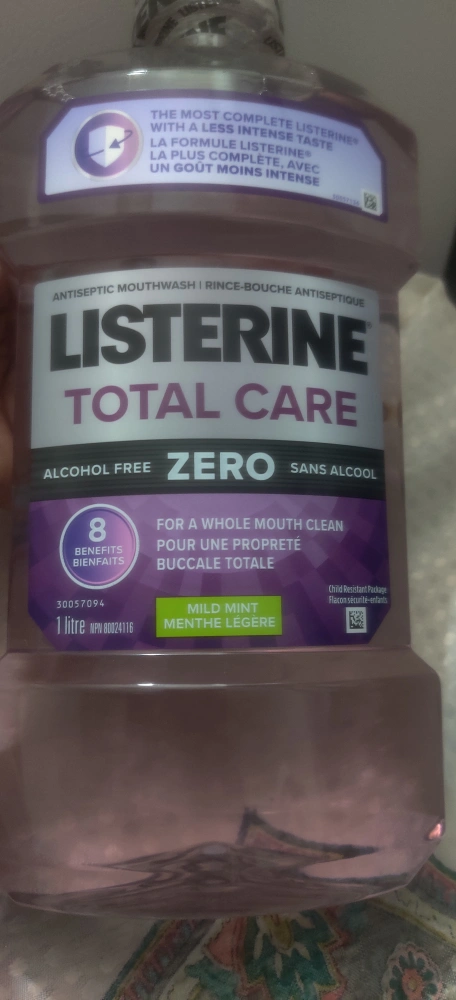 THE MOST COMPLETE LISTERINE®
WITH A LESS INTENSE TASTE
LA FORMULE LISTERINE®
LA PLUS COMPLÈTE, AVEC
UN GOÛT MOINS INTENSE
ANTISEPTIC MOUTHWASH | RINCE-BOUCHE ANTISEPTIQUE
LISTERINE®
TOTAL CARE
ALCOHOL FREE ZERO SANS ALCOOL
8
BENEFITS
BIENFAITS
FOR A WHOLE MOUTH CLEAN
POUR UNE PROPRETÉ
BUCCALE TOTALE
Child Resistant Package
Flacon sécurité-enfants
30057094
1 litre NPN 80024116
MILD MINT
MENTHE LÉGÈRE